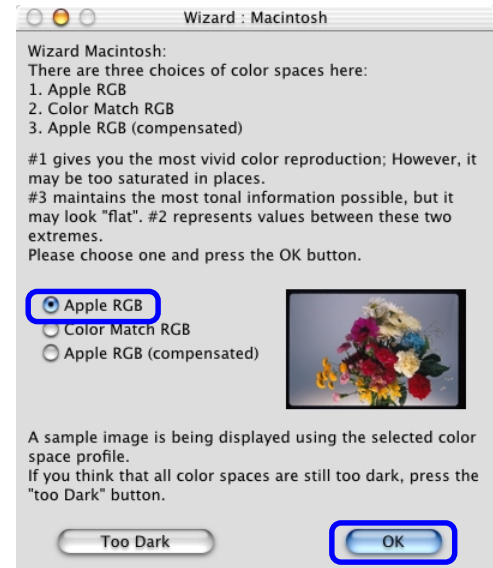 Wizard : Macintosh
Wizard Macintosh:
There are three choices of color spaces here:
1. Apple RGB
2. Color Match RGB
3. Apple RGB (compensated)
#1 gives you the most vivid color reproduction; However, it
may be too saturated in places.
#3 maintains the most tonal information possible, but it
may look "flat". #2 represents values between these two
extremes.
Please choose one and press the OK button.
Apple RGB
Color Match RGB
Apple RGB (compensated)
A sample image is being displayed using the selected color
space profile.
If you think that all color spaces are still too dark, press the
"too Dark" button.
Too Dark
OK